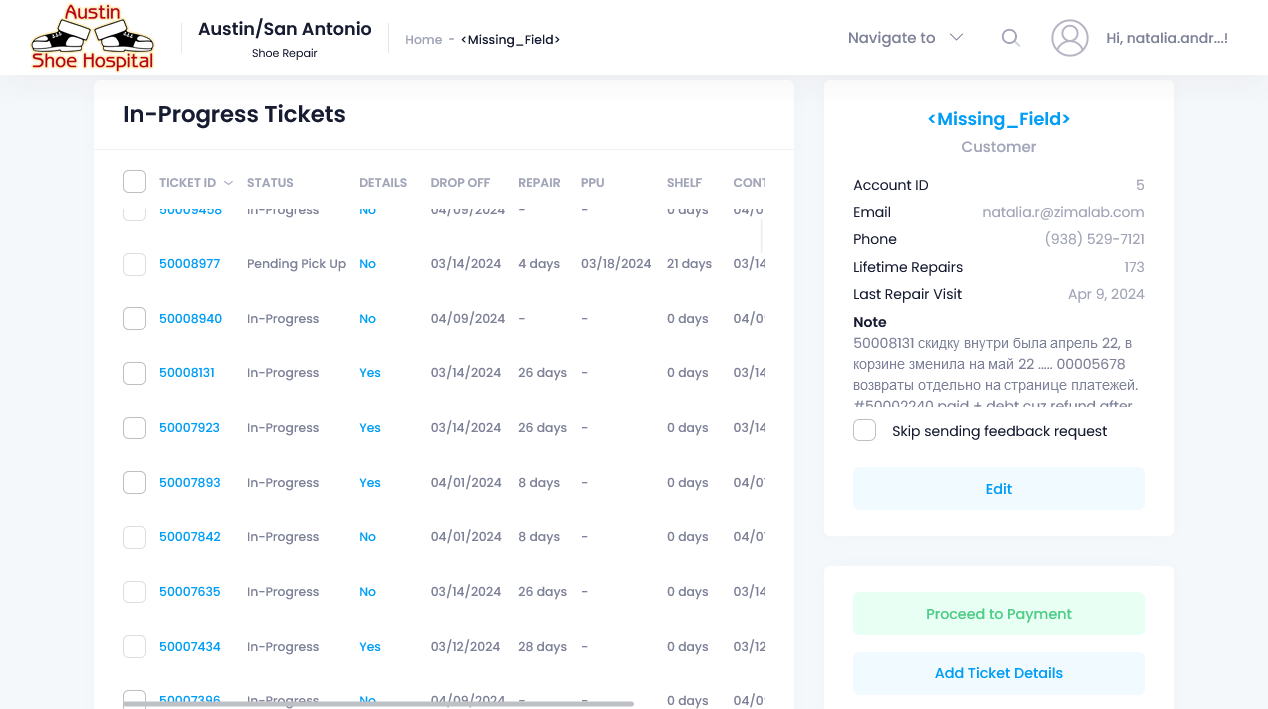 Austin
Shoe Hospital
Austin/San Antonio
Shoe Repair
Home - <Missing_Field>
Navigate to
Hi, natalia.andr...!
In-Progress Tickets
TICKET ID STATUS DETAILS DROP OFF REPAIR PPU SHELF CONT
50009458 In-Progress No 04/09/2024 - - 0 days 04/0
50008977 Pending Pick Up No 03/14/2024 4 days 03/18/2024 21 days 03/14
50008940 In-Progress No 04/09/2024 - - 0 days 04/09
50008131 In-Progress Yes 03/14/2024 26 days - 0 days 03/14
50007923 In-Progress Yes 03/14/2024 26 days - 0 days 03/14
50007893 In-Progress Yes 04/01/2024 8 days - 0 days 04/0
50007842 In-Progress No 04/01/2024 8 days - 0 days 04/0
50007635 In-Progress No 03/14/2024 26 days - 0 days 03/14
50007434 In-Progress Yes 03/12/2024 28 days - 0 days 03/12
50007396 In-Progress No 04/09/2024 - - 0 days 04/09
<Missing_Field>
Customer
Account ID 5
Email natalia.r@zimalab.com
Phone (938) 529-7121
Lifetime Repairs 173
Last Repair Visit Apr 9, 2024
Note
50008131 скидку внутри была апрель 22, в
корзине зменила на май 22 ..... 00005678
возвраты отдельно на странице платежей.
#50002240 paid + debt cuz refund after
Skip sending feedback request
Edit
Proceed to Payment
Add Ticket Details